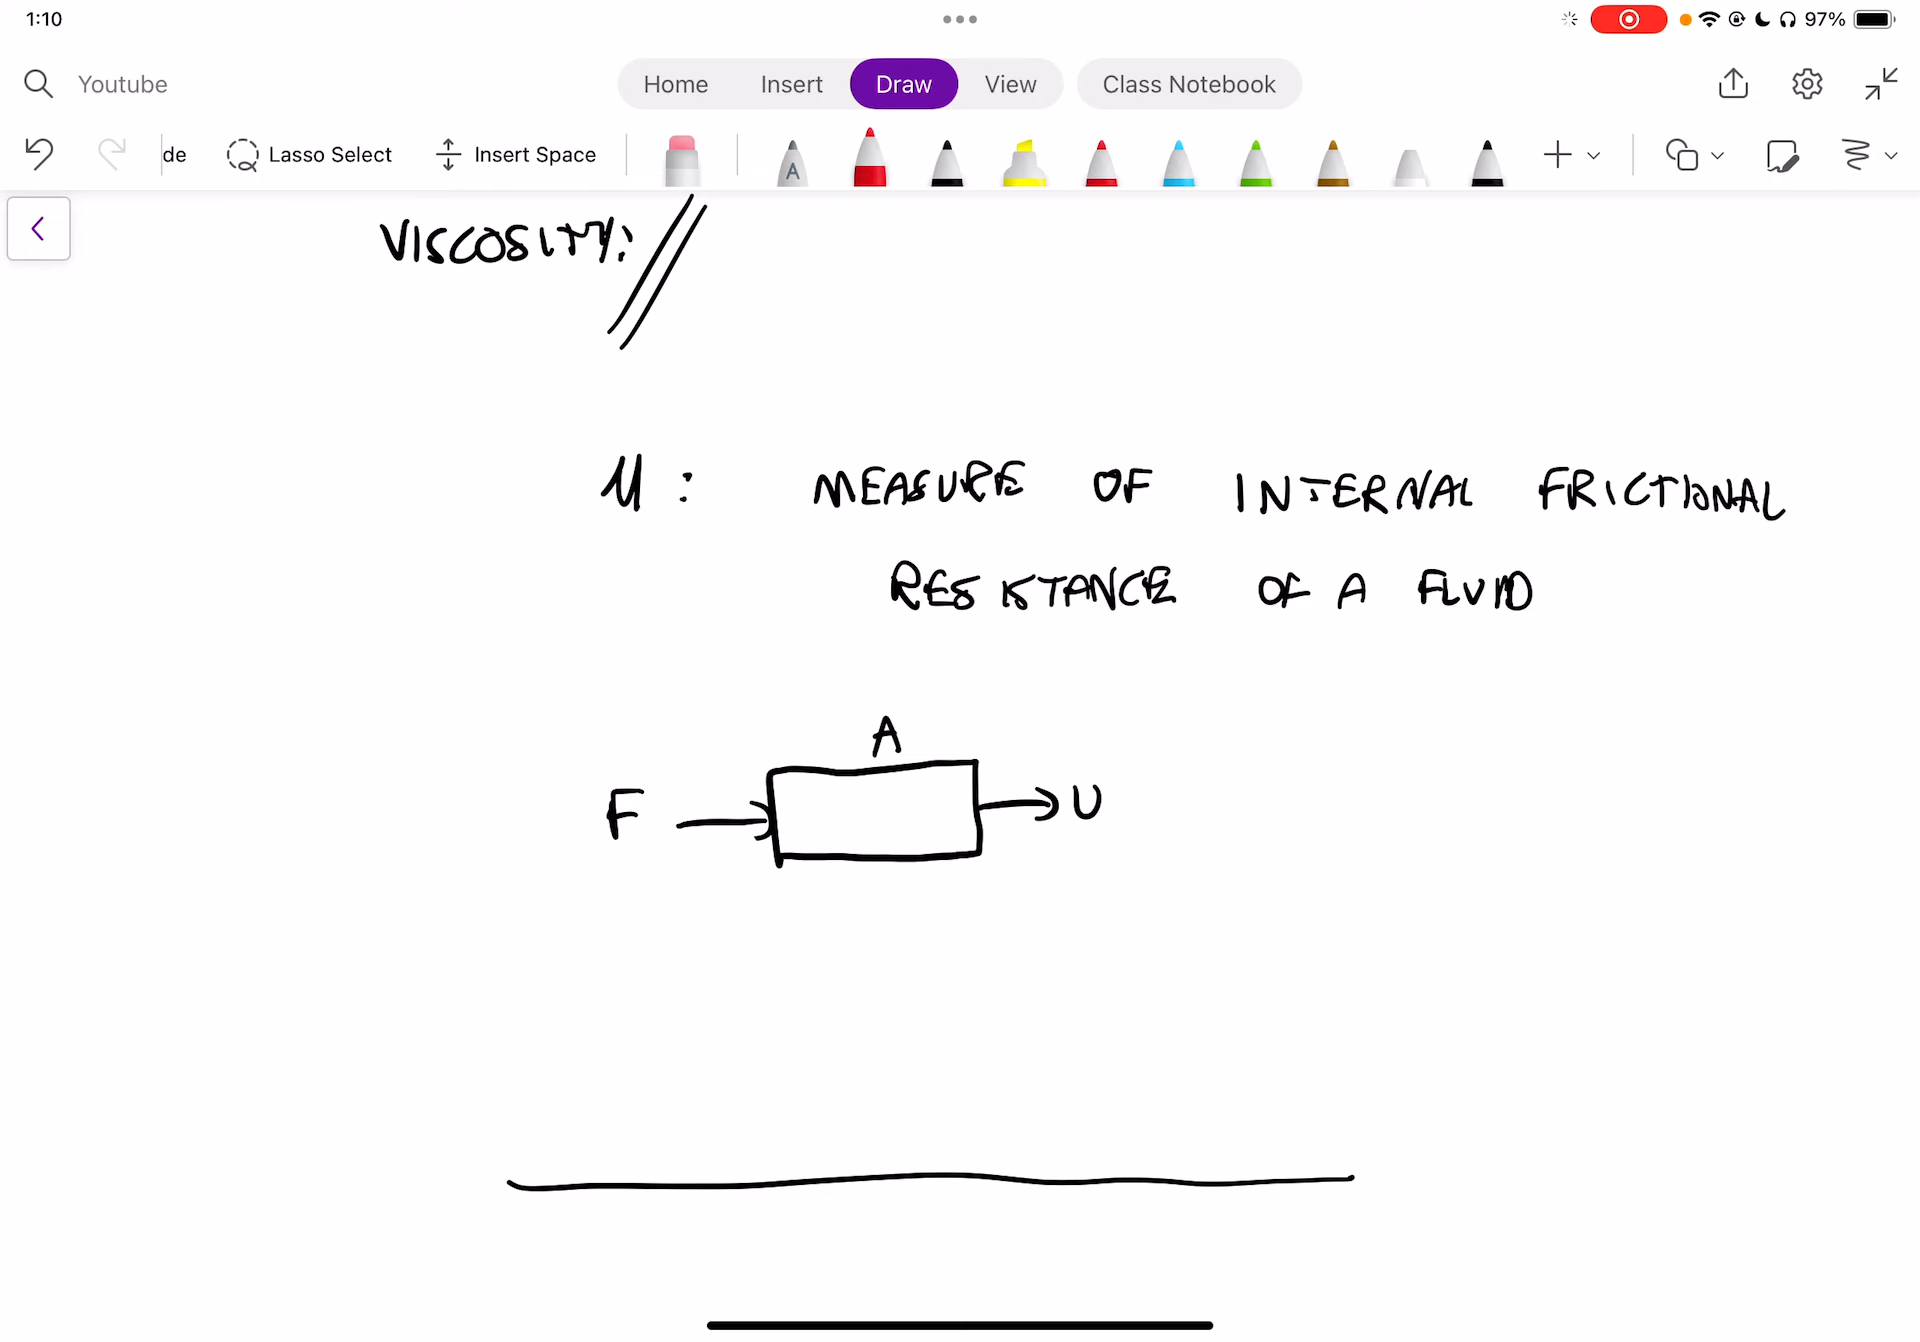 1:10
97%
Youtube
Home Insert Draw View Class Notebook
de Lasso Select Insert Space
A
VISCOSITY:
μ : MEASURE OF INTERNAL FRICTIONAL
RESISTANCE OF A FLUID
A
F U